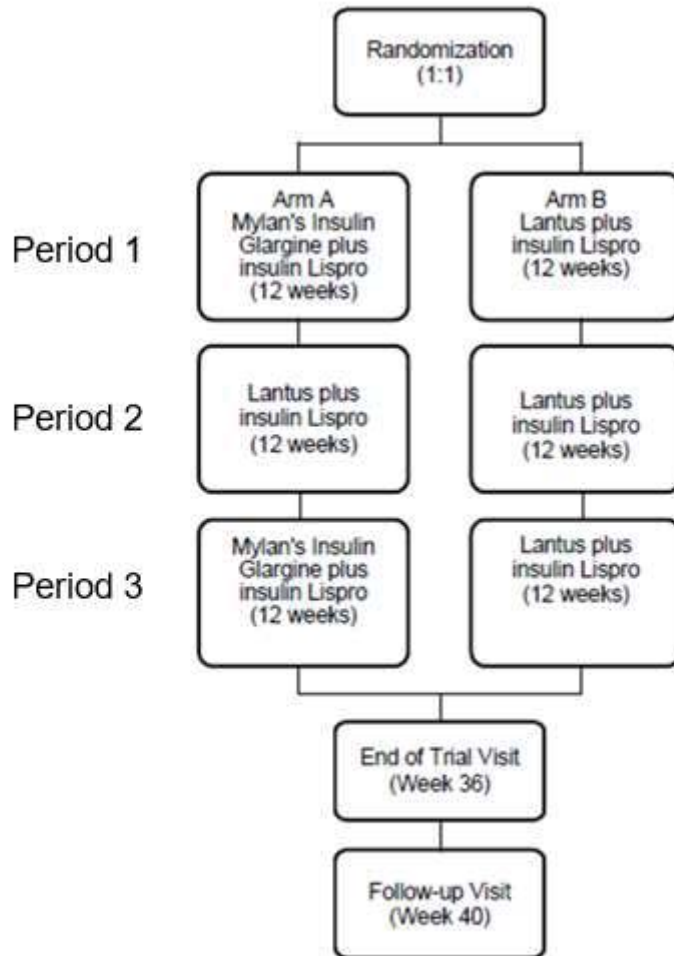 Randomization
(1:1)
Period 1
Arm A
Mylan's Insulin
Glargine plus
insulin Lispro
(12 weeks)
Arm B
Lantus plus
insulin Lispro
(12 weeks)
Period 2
Lantus plus
insulin Lispro
(12 weeks)
Lantus plus
insulin Lispro
(12 weeks)
Period 3
Mylan's Insulin
Glargine plus
insulin Lispro
(12 weeks)
Lantus plus
insulin Lispro
(12 weeks)
End of Trial Visit
(Week 36)
Follow-up Visit
(Week 40)